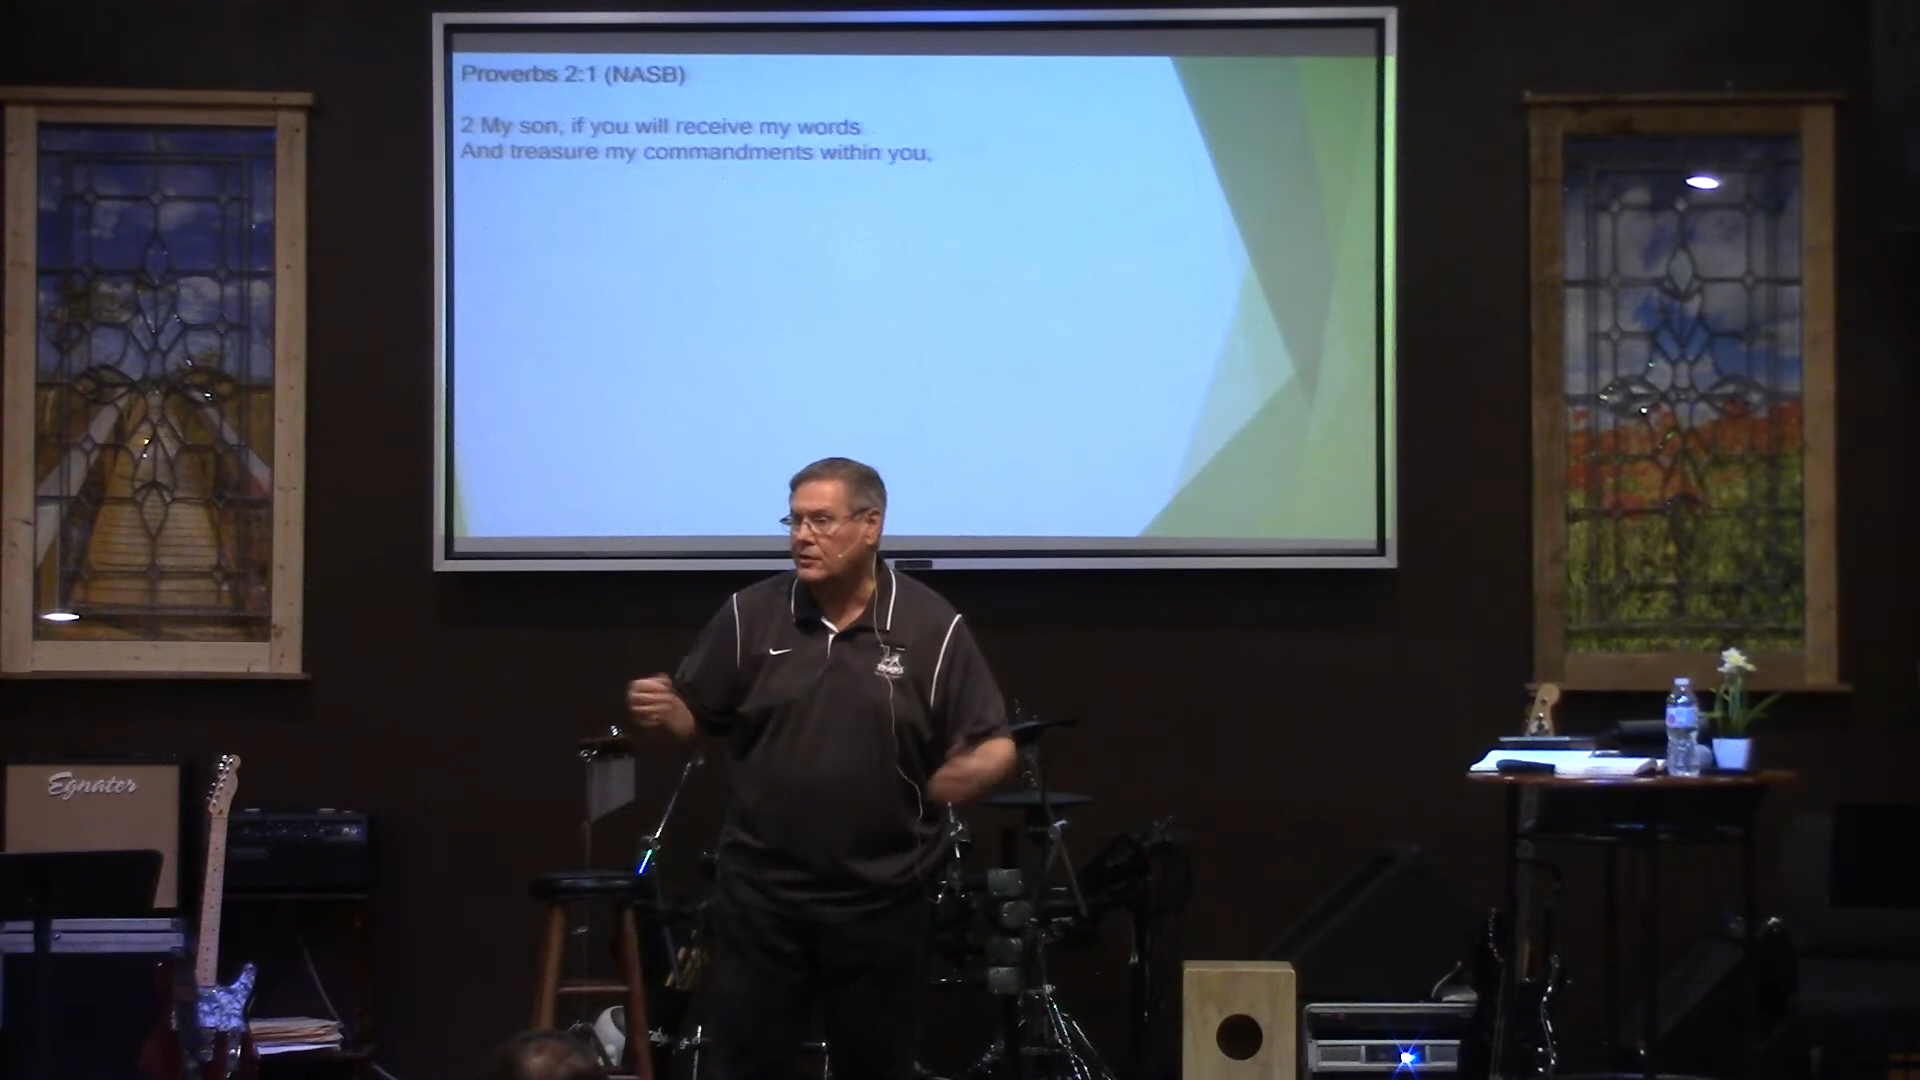 Proverbs 2:1 (NASB)
2 My son, if you will receive my words
And treasure my commandments within you,
Egnater